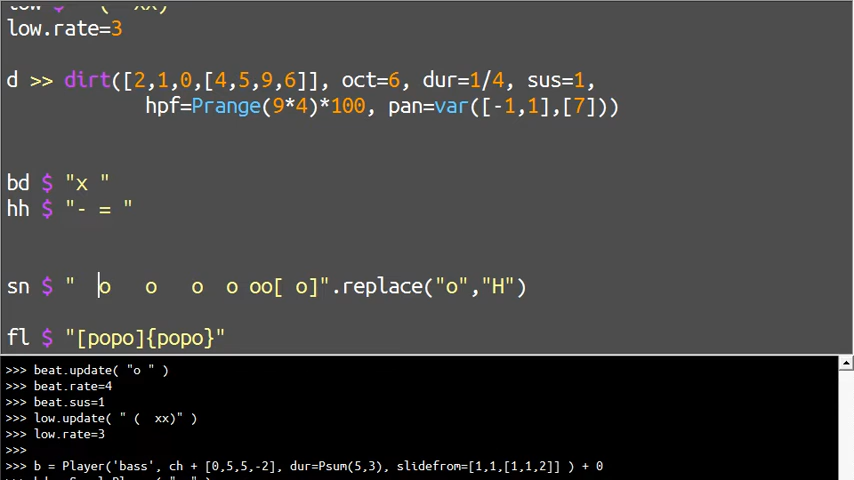 low $ " (  xx)"
low.rate=3
d >> dirt([2,1,0,[4,5,9,6]], oct=6, dur=1/4, sus=1,
hpf=Prange(9*4)*100, pan=var([-1,1],[7]))
bd $ "x "
hh $ "- = "
sn $ "  o   o   o  o oo[ o]".replace("o","H")
fl $ "[popo]{popo}"
>>> beat.update( "o " )
>>> beat.rate=4
>>> beat.sus=1
>>> low.update( " (  xx)" )
>>> low.rate=3
>>>
>>> b = Player('bass', ch + [0,5,5,-2], dur=Psum(5,3), slidefrom=[1,1,[1,1,2]] ) + 0